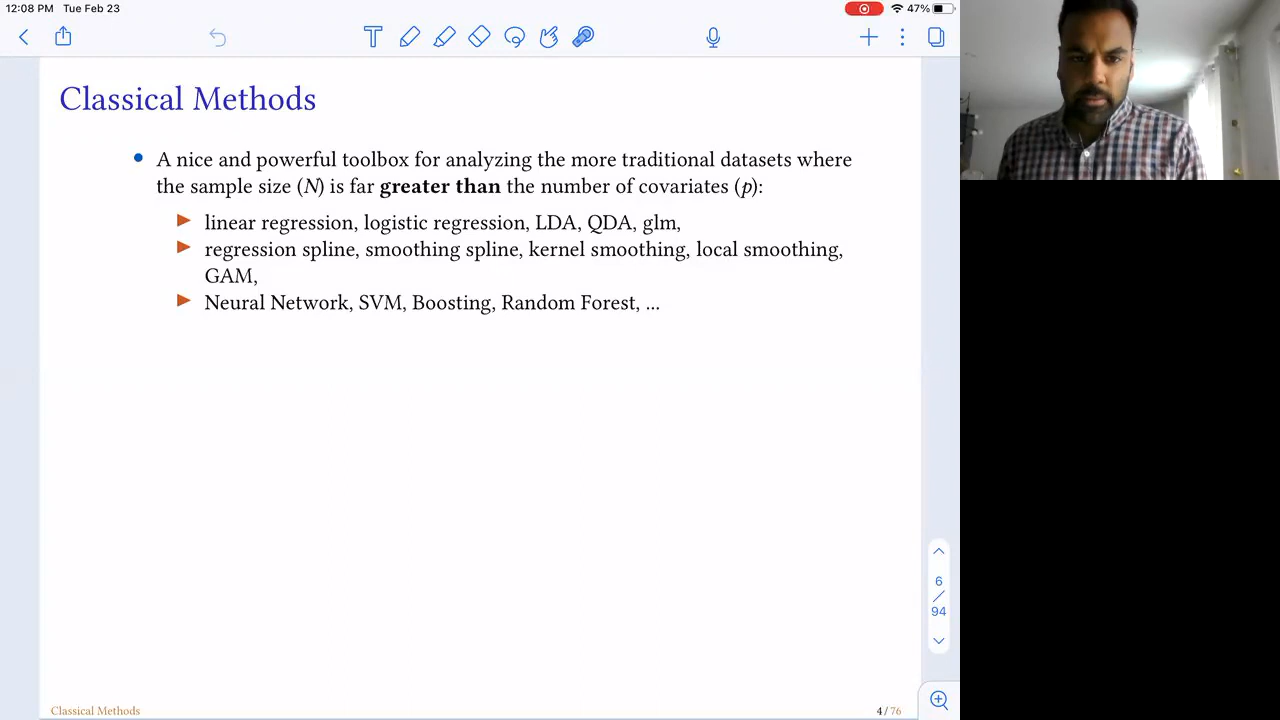 12:08 PM Tue Feb 23
47%
Classical Methods
A nice and powerful toolbox for analyzing the more traditional datasets where
the sample size (N) is far greater than the number of covariates (p):
linear regression, logistic regression, LDA, QDA, glm,
regression spline, smoothing spline, kernel smoothing, local smoothing,
GAM,
Neural Network, SVM, Boosting, Random Forest, ...
6
/
94
Classical Methods
4 / 76